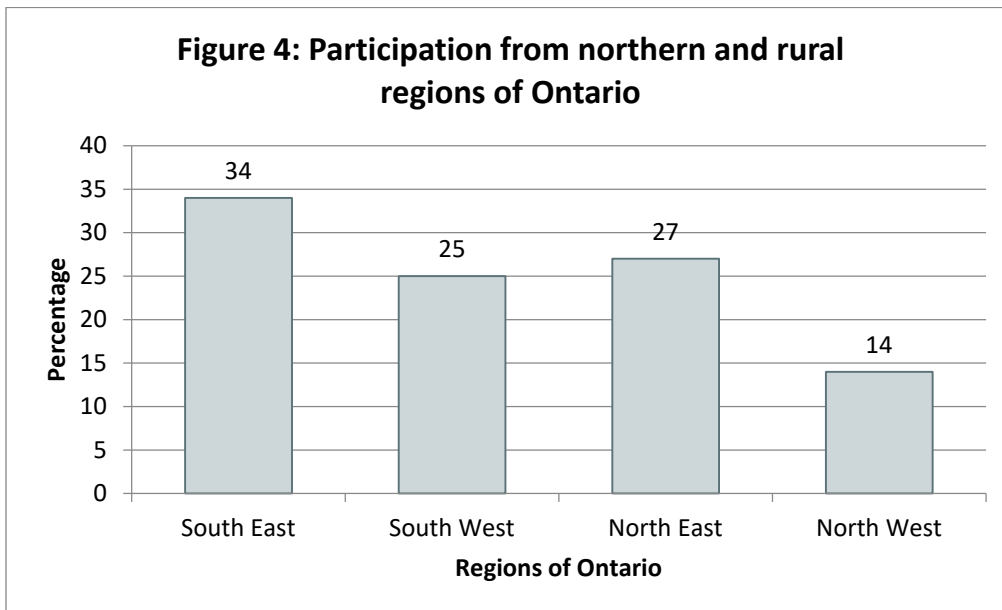 Figure 4: Participation from northern and rural
regions of Ontario
40
35
30
25
20
15
10
5
0
Percentage
34
25
27
14
South East
South West
North East
North West
Regions of Ontario